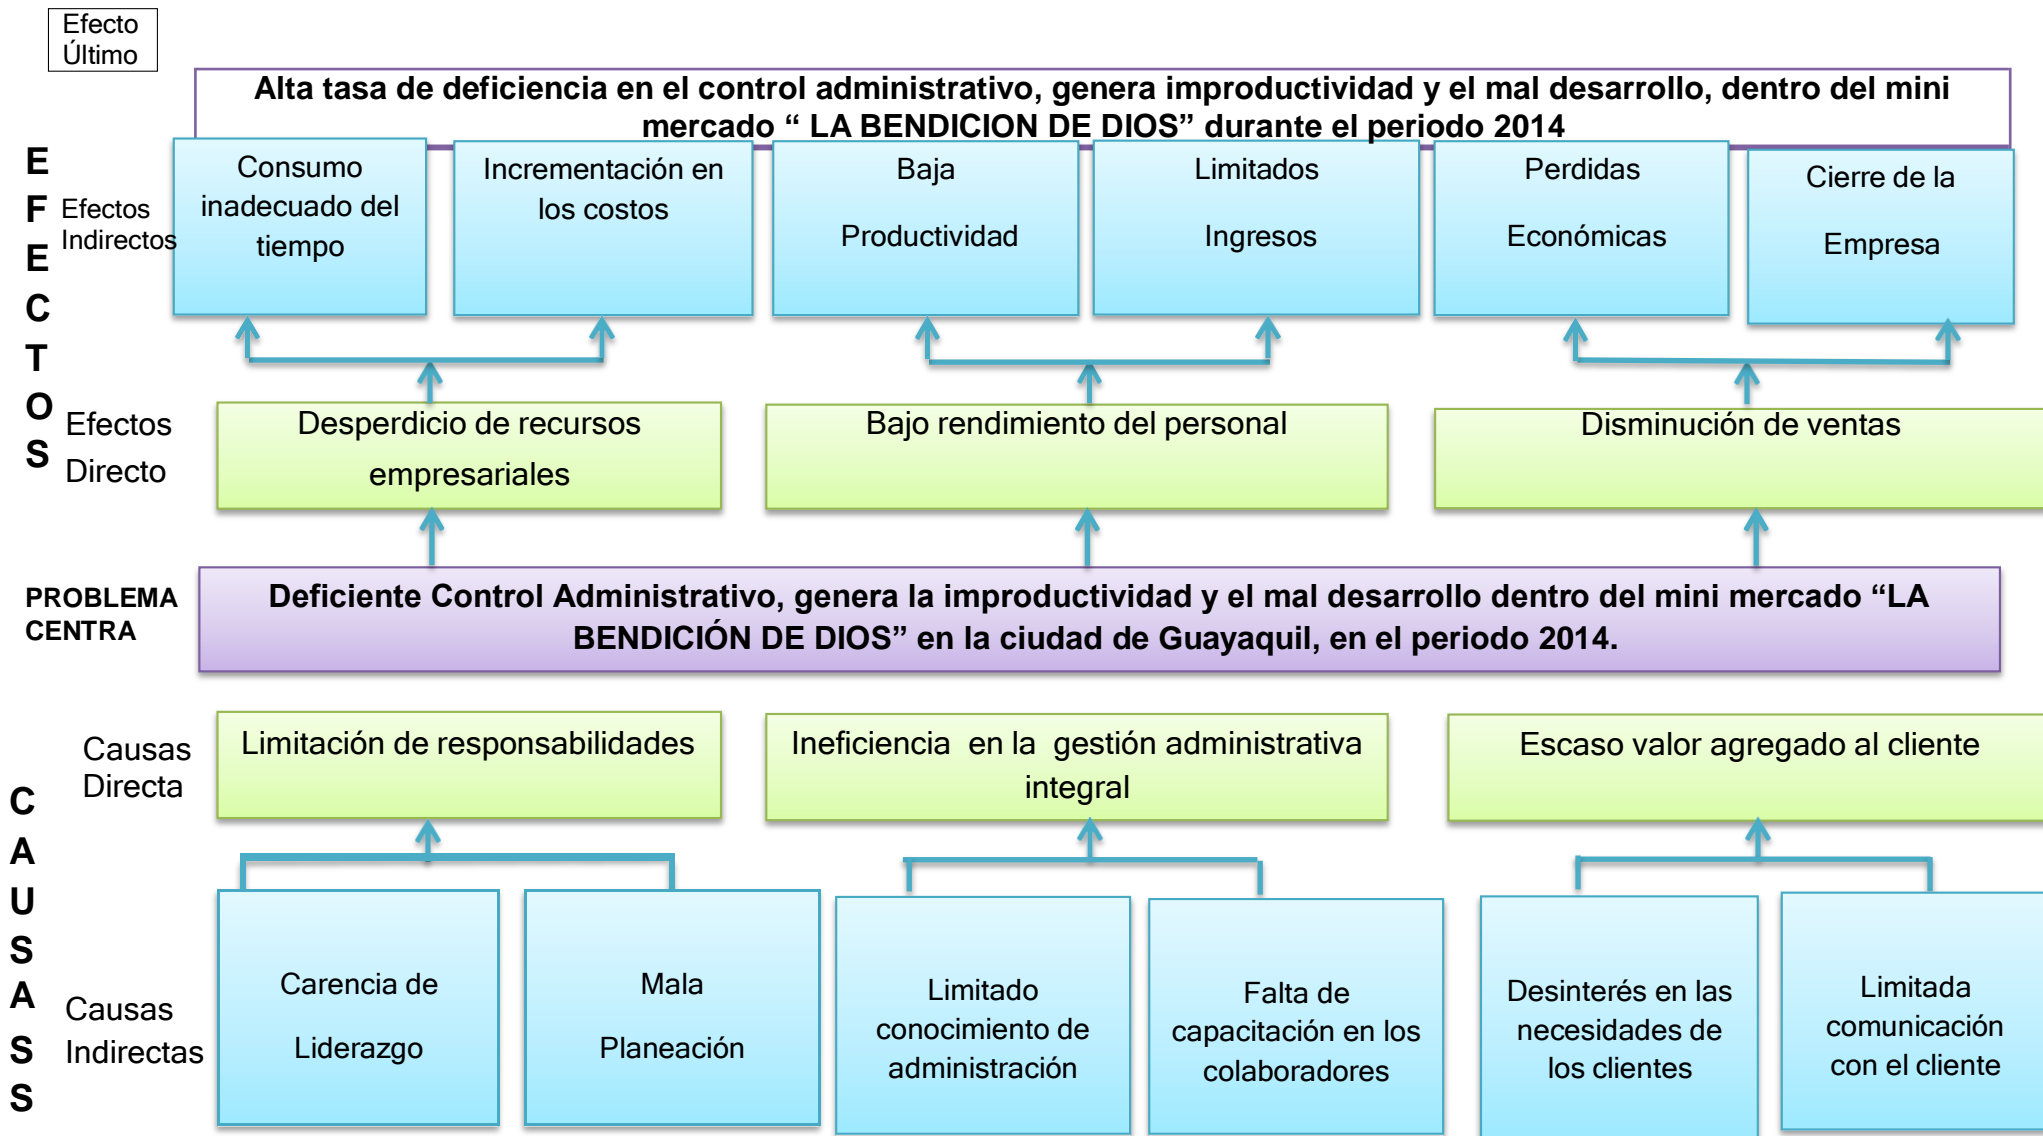 Efecto
Último
Alta tasa de deficiencia en el control administrativo, genera improductividad y el mal desarrollo, dentro del mini
mercado “ LA BENDICION DE DIOS” durante el periodo 2014
E
F
E
C
T
O
S
Efectos
Indirectos
Consumo
inadecuado del
tiempo
Incrementación en
los costos
Baja
Productividad
Limitados
Ingresos
Perdidas
Económicas
Cierre de la
Empresa
Efectos
Directo
Desperdicio de recursos
empresariales
Bajo rendimiento del personal
Disminución de ventas
PROBLEMA
CENTRA
Deficiente Control Administrativo, genera la improductividad y el mal desarrollo dentro del mini mercado “LA
BENDICIÓN DE DIOS” en la ciudad de Guayaquil, en el periodo 2014.
Causas
Directa
Limitación de responsabilidades
Ineficiencia  en la  gestión administrativa
integral
Escaso valor agregado al cliente
C
A
U
S
A
S
S
Causas
Indirectas
Carencia de
Liderazgo
Mala
Planeación
Limitado
conocimiento de
administración
Falta de
capacitación en los
colaboradores
Desinterés en las
necesidades de
los clientes
Limitada
comunicación
con el cliente